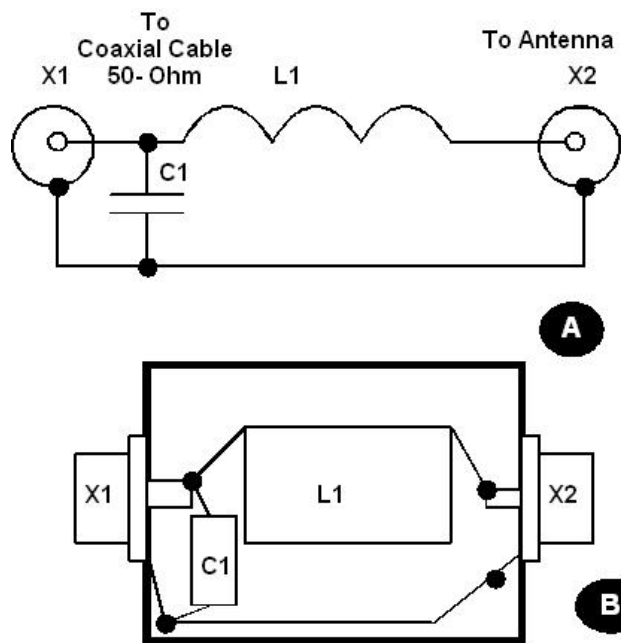 To
Coaxial Cable
50- Ohm
To Antenna
X1
L1
X2
C1
A
X1
L1
X2
C1
B